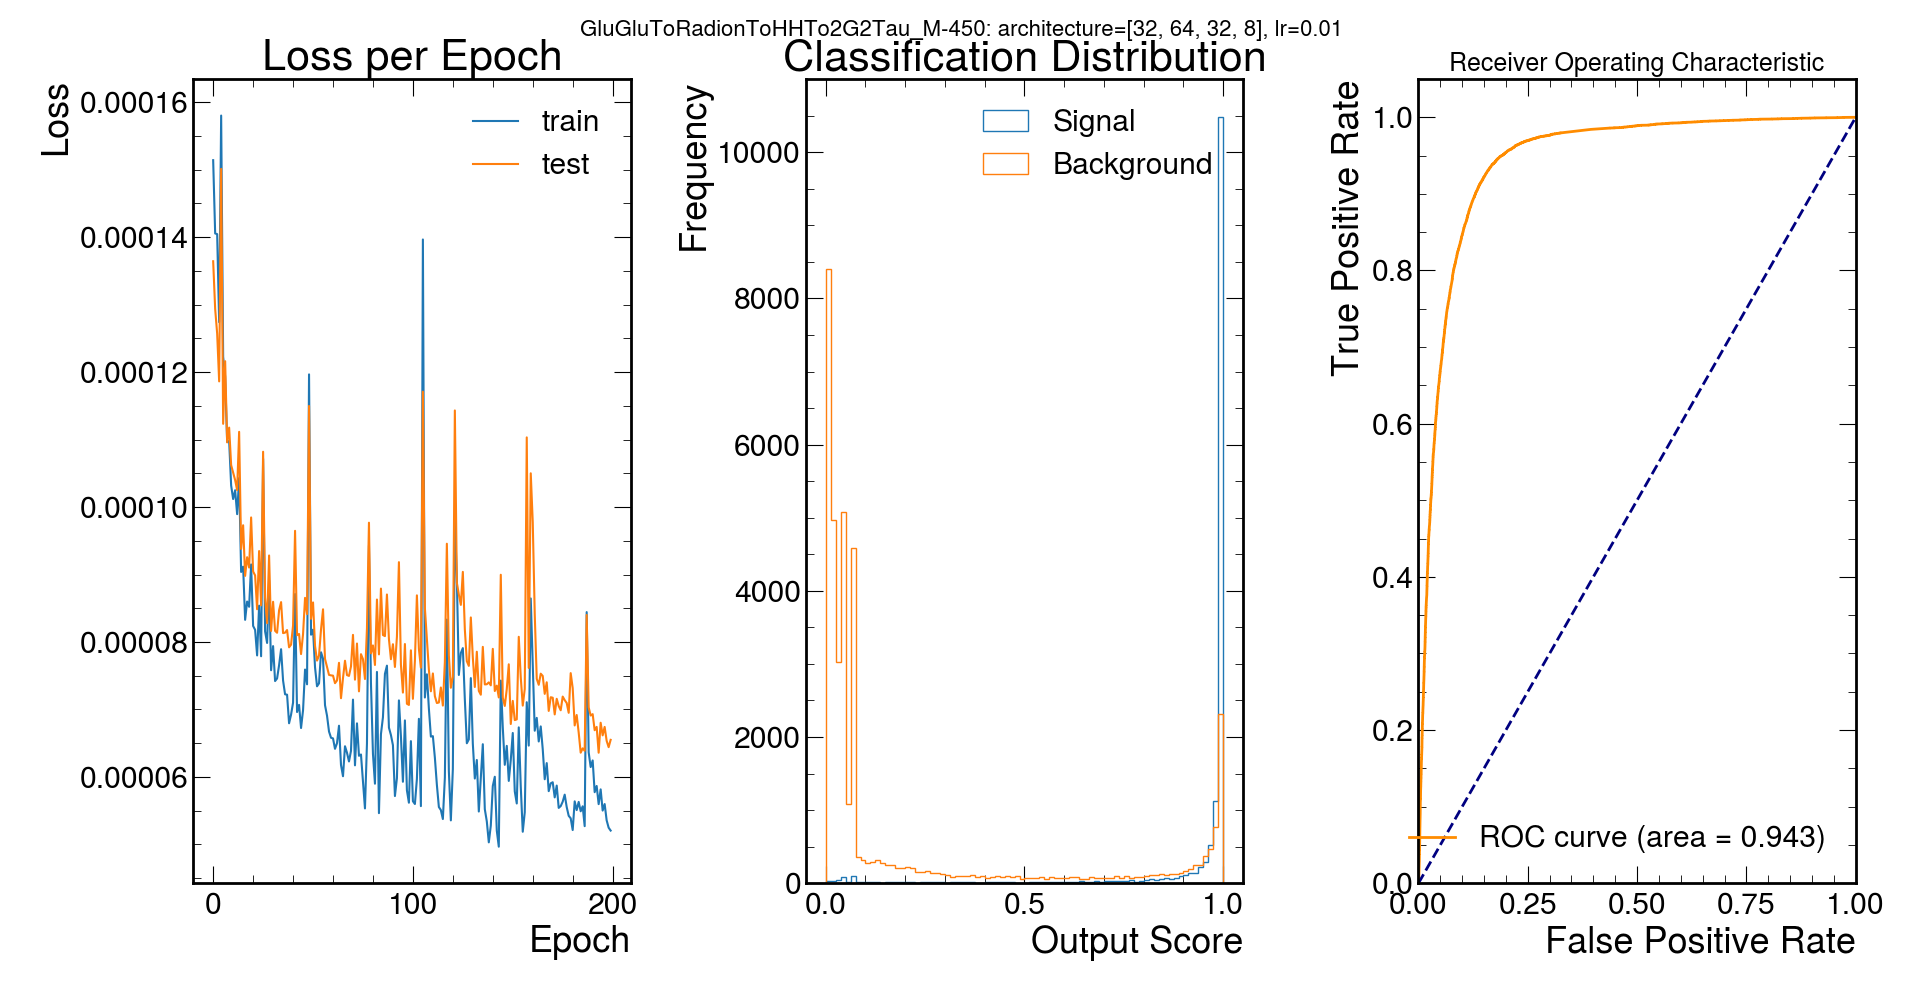 GluGluToRadionToHHTo2G2Tau_M-450: architecture=[32, 64, 32, 8], lr=0.01
Loss per Epoch
Loss
0.00016
0.00014
0.00012
0.00010
0.00008
0.00006
train
test
0
100
200
Epoch
Classification Distribution
Frequency
10000
8000
6000
4000
2000
0
Signal
Background
0.0
0.5
1.0
Output Score
Receiver Operating Characteristic
True Positive Rate
1.0
0.8
0.6
0.4
0.2
0.0
ROC curve (area = 0.943)
0.00
0.25
0.50
0.75
1.00
False Positive Rate